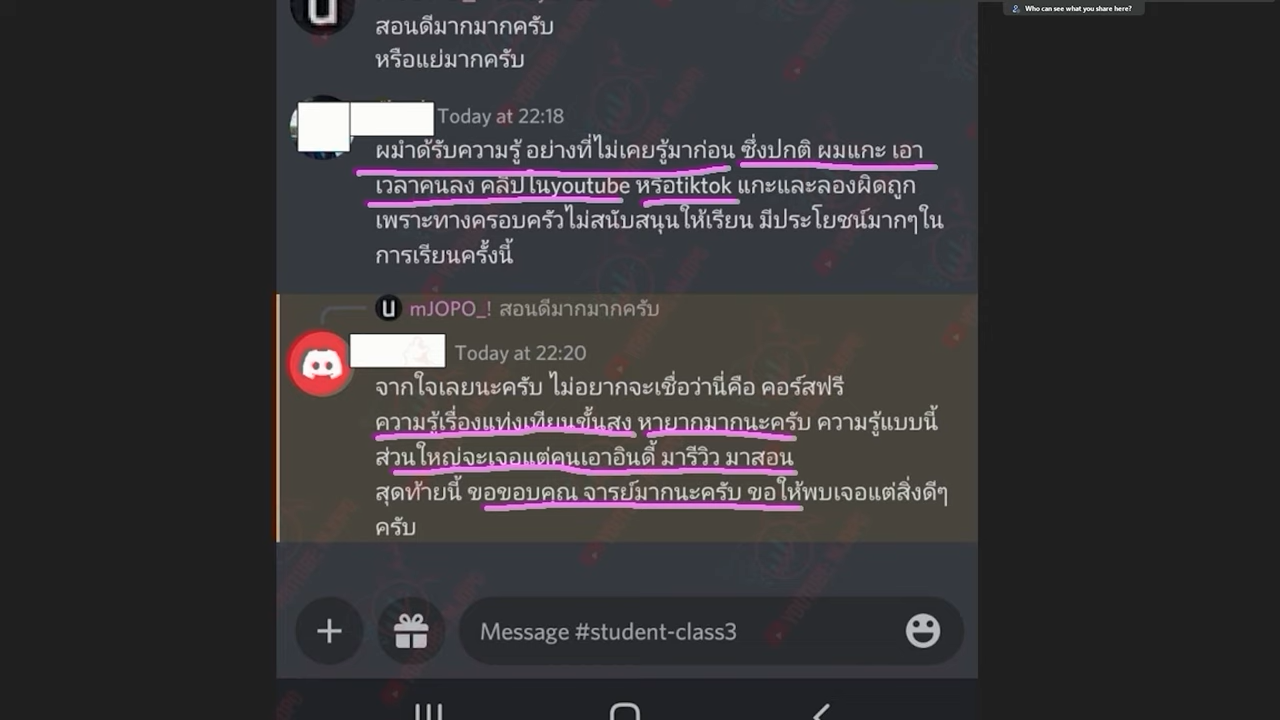 Who can see what you share here?
สอนดีมากมากครับ
หรือแย่มากครับ
Today at 22:18
ผมำด้รับความรู้ อย่างที่ไม่เคยรู้มาก่อน ซึ่งปกติ ผมแกะ เอา
เวลาคนลง คลิปในyoutube หรือtiktok แกะและลองผิดถูก
เพราะทางครอบครัวไม่สนับสนุนให้เรียน มีประโยชน์มากๆใน
การเรียนครั้งนี้
mJOPO_! สอนดีมากมากครับ
Today at 22:20
จากใจเลยนะครับ ไม่อยากจะเชื่อว่านี่คือ คอร์สฟรี
ความรู้เรื่องแท่งเทียนขั้นสูง หายากมากนะครับ ความรู้แบบนี้
ส่วนใหญ่จะเจอแต่คนเอาอินดี้ มารีวิว มาสอน
สุดท้ายนี้ ขอขอบคุณ จารย์มากนะครับ ขอให้พบเจอแต่สิ่งดีๆ
ครับ
Message #student-class3